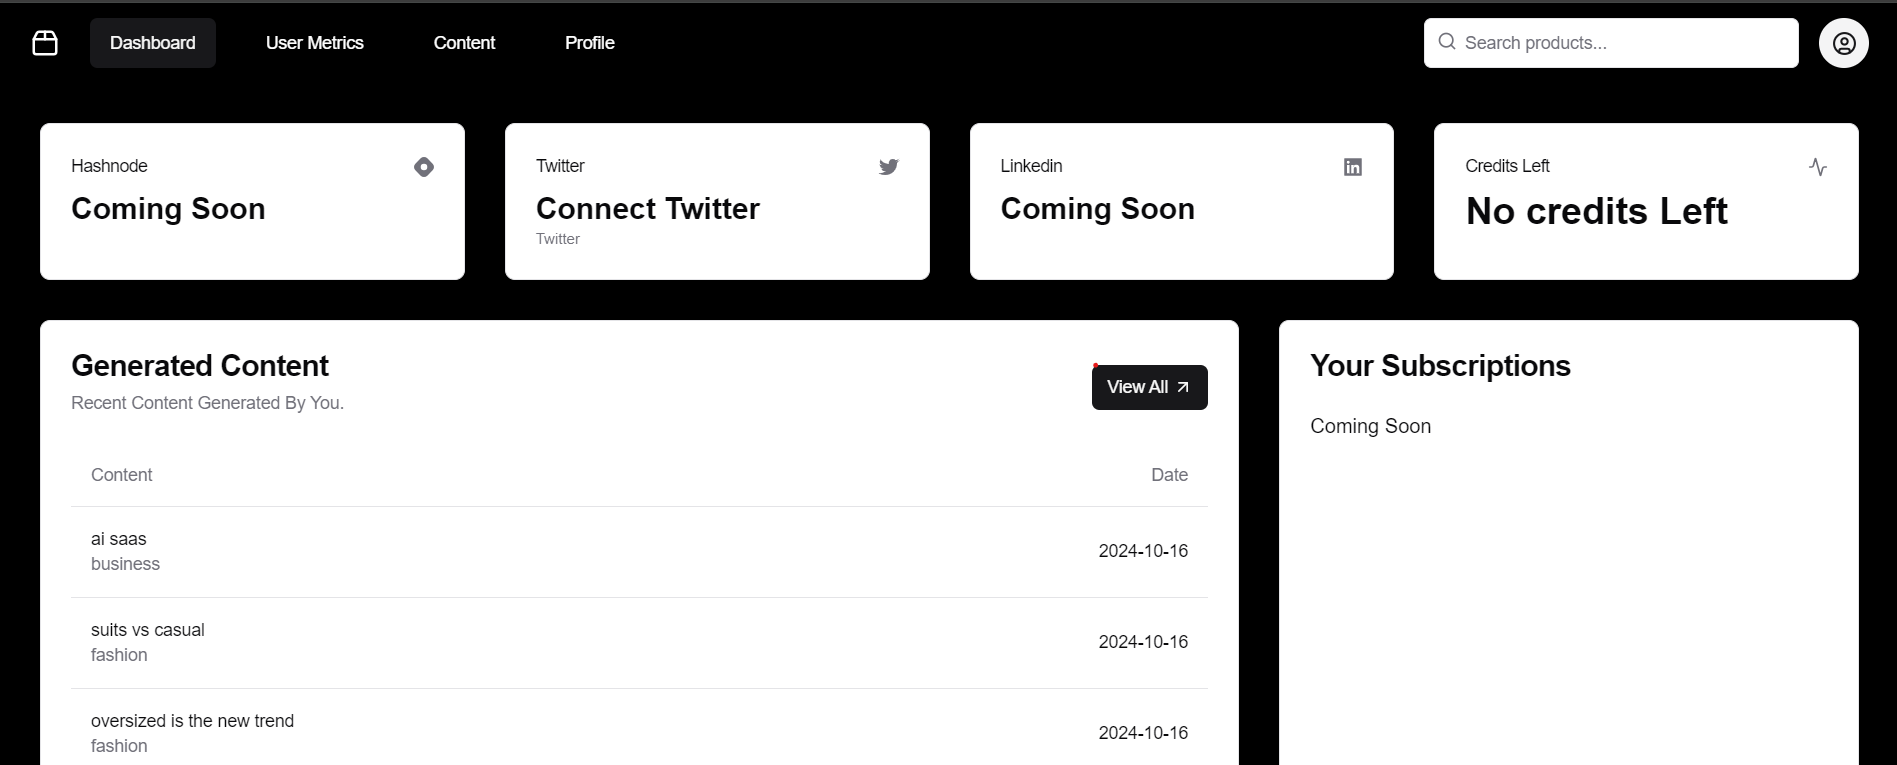 Dashboard
User Metrics
Content
Profile
Search products...
Hashnode
Coming Soon
Twitter
Connect Twitter
Twitter
Linkedin
Coming Soon
Credits Left
No credits Left
Generated Content
Recent Content Generated By You.
View All
Content Date
ai saas
business
2024-10-16
suits vs casual
fashion
2024-10-16
oversized is the new trend
fashion
2024-10-16
Your Subscriptions
Coming Soon